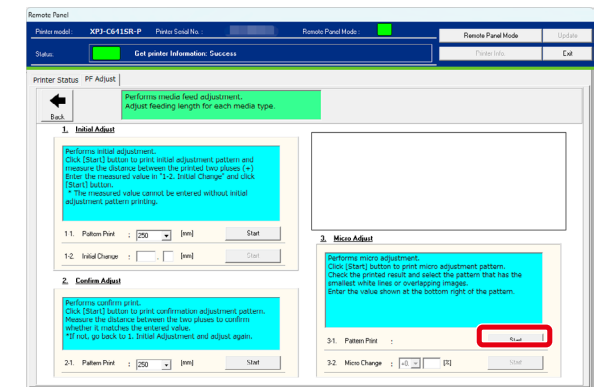 Remote Panel
Printer model : XPJ-C641SR-P Printer Serial No. : Remote Panel Mode :
Remote Panel Mode Update
Status: Get printer Information: Success
Printer Info. Exit
Printer Status PF Adjust
Back
Performs media feed adjustment.
Adjust feeding length for each media type.
1. Initial Adjust
Performs initial adjustment.
Click [Start] button to print initial adjustment pattern and
measure the distance between the printed two pluses (+)
Enter the measured value in "1-2. Initial Change" and click
[Start] button.
* The measured value cannot be entered without initial
adjustment pattern printing.
1 1. Pattern Print : 250 [mm] Start
1-2. Initial Change : . [mm] Start
2. Confirm Adjust
Performs confirm print.
Click [Start] button to print confirmation adjustment pattern.
Measure the distance between the two pluses to confirm
whether it matches the entered value.
*If not, go back to 1. Initial Adjustment and adjust again.
2-1. Pattern Print : 250 [mm] Start
3. Micro Adjust
Performs micro adjustment.
Click [Start] button to print micro adjustment pattern.
Check the printed result and select the pattern that has the
smallest white lines or overlapping images.
Enter the value shown at the bottom right of the pattern.
3-1. Pattern Print : Start
3-2. Micro Change : +0. [%] Start